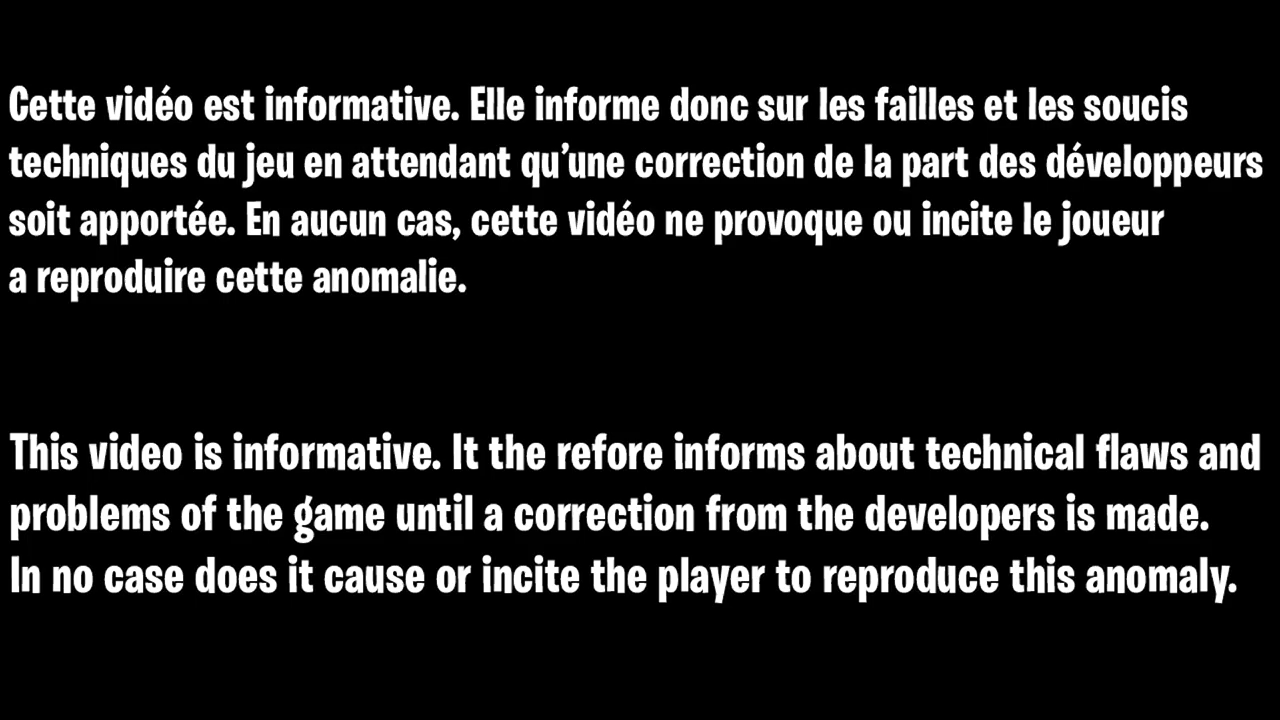 Cette vidéo est informative. Elle informe donc sur les failles et les soucis
techniques du jeu en attendant qu’une correction de la part des développeurs
soit apportée. En aucun cas, cette vidéo ne provoque ou incite le joueur
a reproduire cette anomalie.
This video is informative. It the refore informs about technical flaws and
problems of the game until a correction from the developers is made.
In no case does it cause or incite the player to reproduce this anomaly.